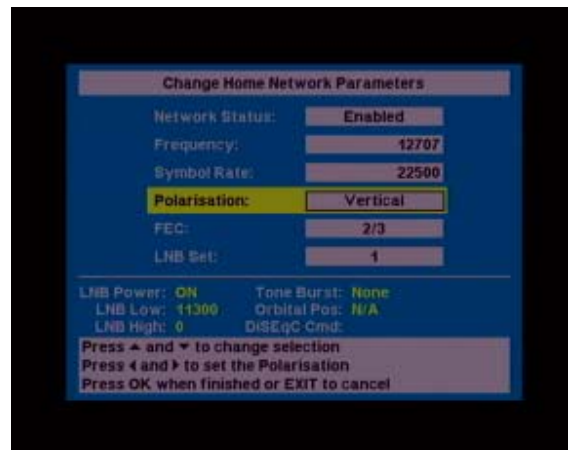 Change Home Network Parameters
Network Status: Enabled
Frequency: 12707
Symbol Rate: 22500
Polarisation: Vertical
FEC: 2/3
LNB Set: 1
LNB Power: ON Tone Burst: None
LNB Low: 11300 Orbital Pos: N/A
LNB High: 0 DiSEqC Cmd:
Press ▲ and ▼ to change selection
Press ◀ and ▶ to set the Polarisation
Press OK when finished or EXIT to cancel